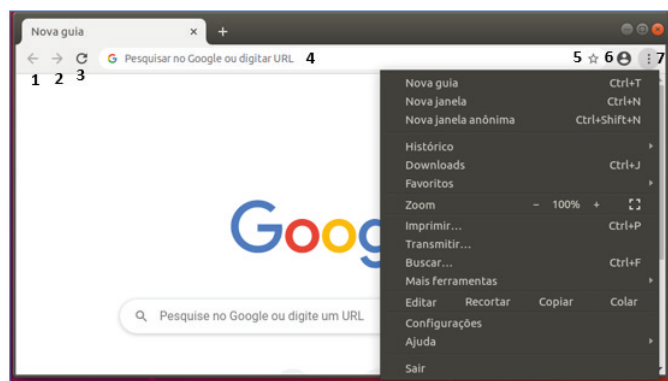 Nova guia × +
Pesquisar no Google ou digitar URL 4 5 6 7
1 2 3
Nova guia Ctrl+T
Nova janela Ctrl+N
Nova janela anônima Ctrl+Shift+N
Histórico
Downloads Ctrl+J
Favoritos
Zoom - 100% +
Imprimir... Ctrl+P
Transmitir...
Buscar... Ctrl+F
Mais ferramentas
Editar Recortar Copiar Colar
Configurações
Ajuda
Sair
Goog
Pesquise no Google ou digite um URL